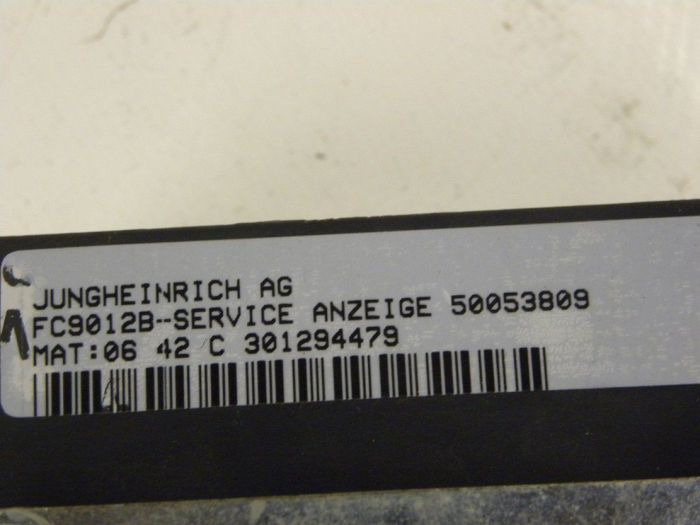 JUNGHEINRICH AG
FC9012B--SERVICE ANZEIGE 50053809
MAT:06 42 C 301294479